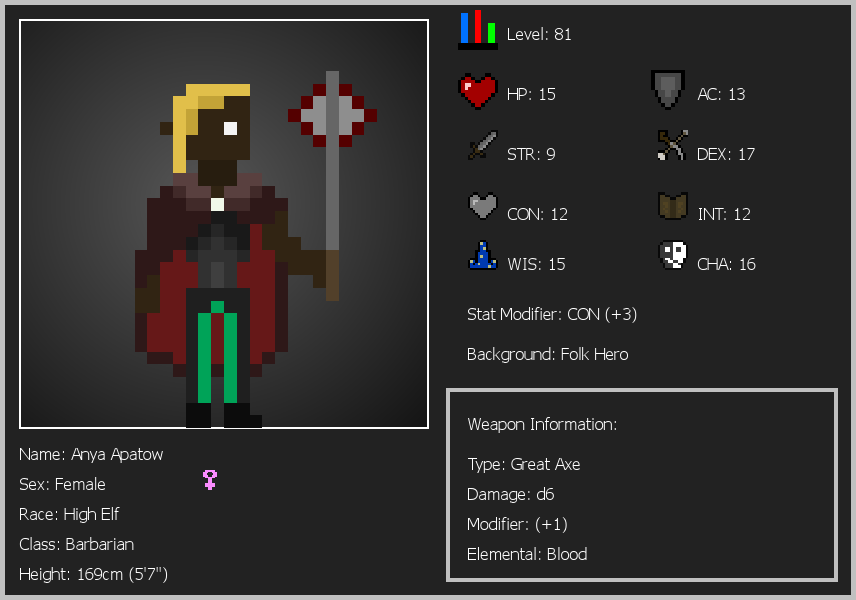 Level: 81
HP: 15
AC: 13
STR: 9
DEX: 17
CON: 12
INT: 12
WIS: 15
CHA: 16
Stat Modifier: CON (+3)
Background: Folk Hero
Weapon Information:
Type: Great Axe
Damage: d6
Modifier: (+1)
Elemental: Blood
Name: Anya Apatow
Sex: Female
Race: High Elf
Class: Barbarian
Height: 169cm (5'7")